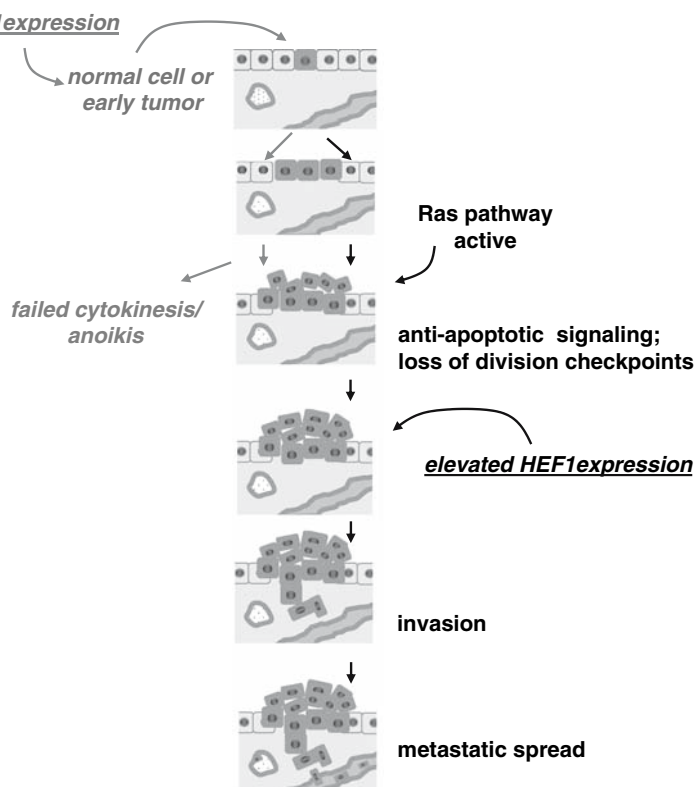 expression
normal cell or
early tumor
Ras pathway
active
failed cytokinesis/
anoikis
anti-apoptotic signaling;
loss of division checkpoints
elevated HEF1expression
invasion
metastatic spread